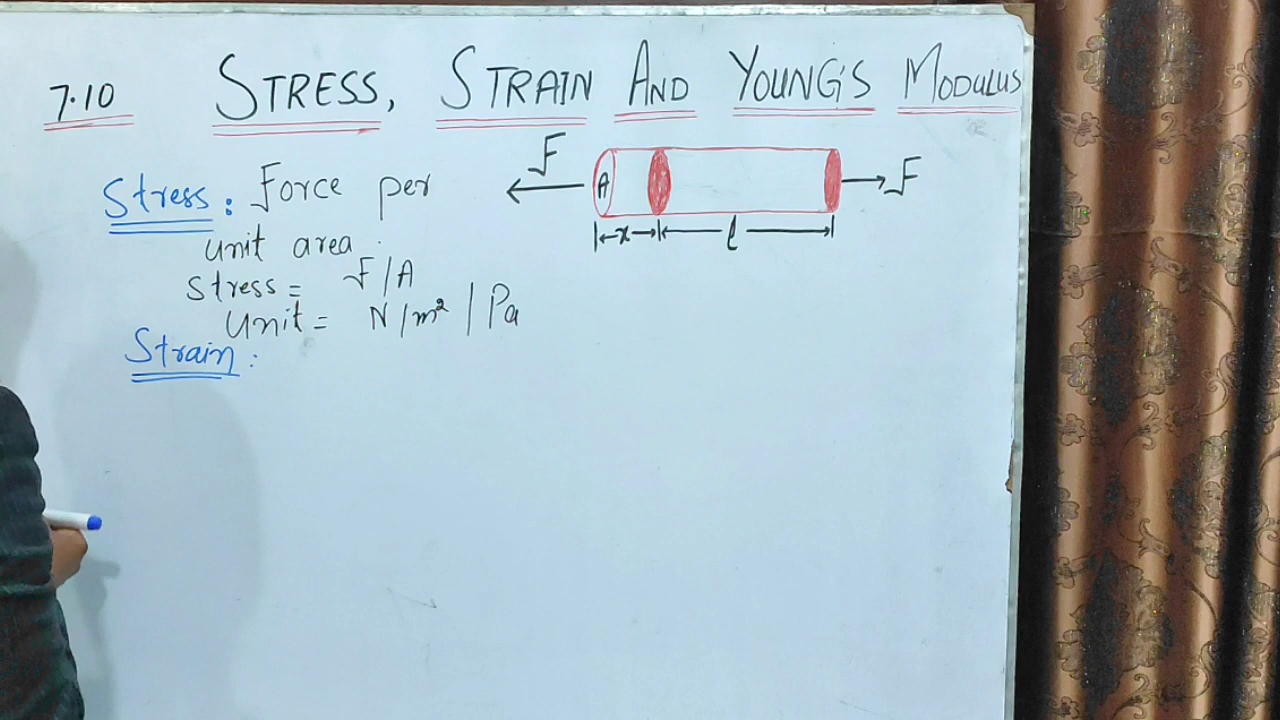 7.10 STRESS, STRAIN AND YOUNG'S MODULUS
Stress: Force per
unit area.
stress = F/A
Unit = N/m² | Pa
Strain:
F
A
F
x
l